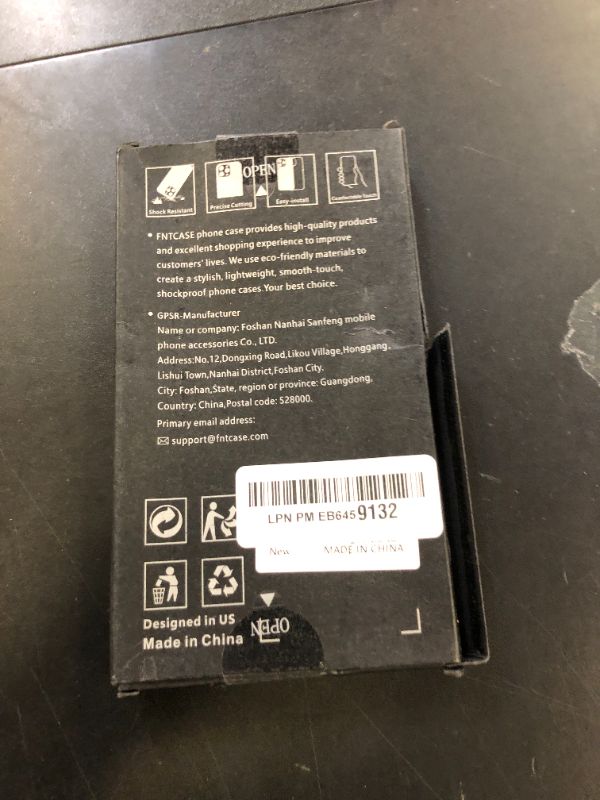 OPEN
Shock Resistant
Precise Cutting
Easy-install
Comfortable Touch
• FNTCASE phone case provides high-quality products
and excellent shopping experience to improve
customers' lives. We use eco-friendly materials to
create a stylish, lightweight, smooth-touch,
shockproof phone cases.Your best choice.
• GPSR-Manufacturer
Name or company: Foshan Nanhai Sanfeng mobile
phone accessories Co., LTD.
Address:No.12,Dongxing Road,Likou Village,Honggang,
Lishui Town,Nanhai District,Foshan City.
City: Foshan,State, region or province: Guangdong,
Country: China,Postal code: 528000.
Primary email address:
support@fntcase.com
LPN PM EB6459132
New
MADE IN CHINA
Designed in US
Made in China
OPEN